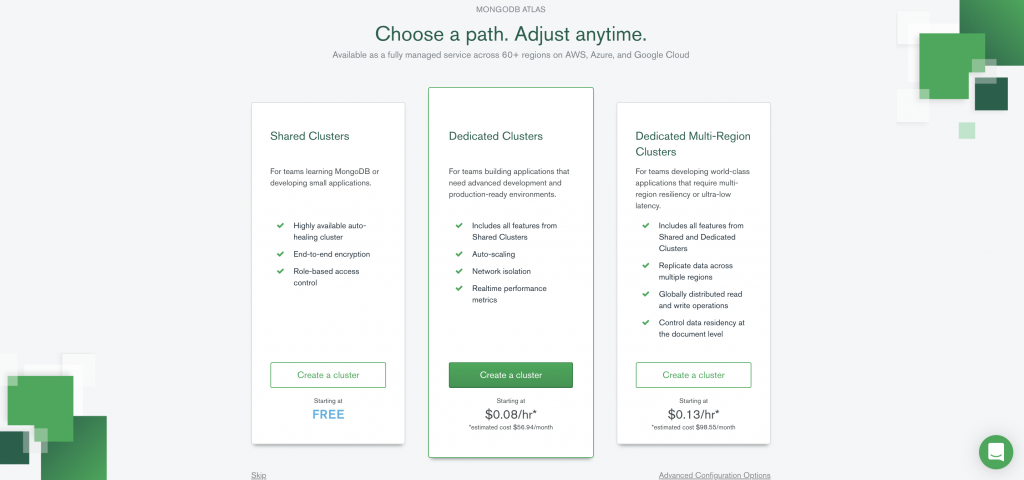 MONGODB ATLAS
Choose a path. Adjust anytime.
Available as a fully managed service across 60+ regions on AWS, Azure, and Google Cloud
Shared Clusters
For teams learning MongoDB or
developing small applications.
Highly available auto-
healing cluster
End-to-end encryption
Role-based access
control
Create a cluster
Starting at
FREE
Dedicated Clusters
For teams building applications that
need advanced development and
production-ready environments.
Includes all features from
Shared Clusters
Auto-scaling
Network isolation
Realtime performance
metrics
Create a cluster
Starting at
$0.08/hr*
*estimated cost $56.94/month
Dedicated Multi-Region
Clusters
For teams developing world-class
applications that require multi-
region resiliency or ultra-low
latency.
Includes all features from
Shared and Dedicated
Clusters
Replicate data across
multiple regions
Globally distributed read
and write operations
Control data residency at
the document level
Create a cluster
Starting at
$0.13/hr*
*estimated cost $98.55/month
Skip
Advanced Configuration Options